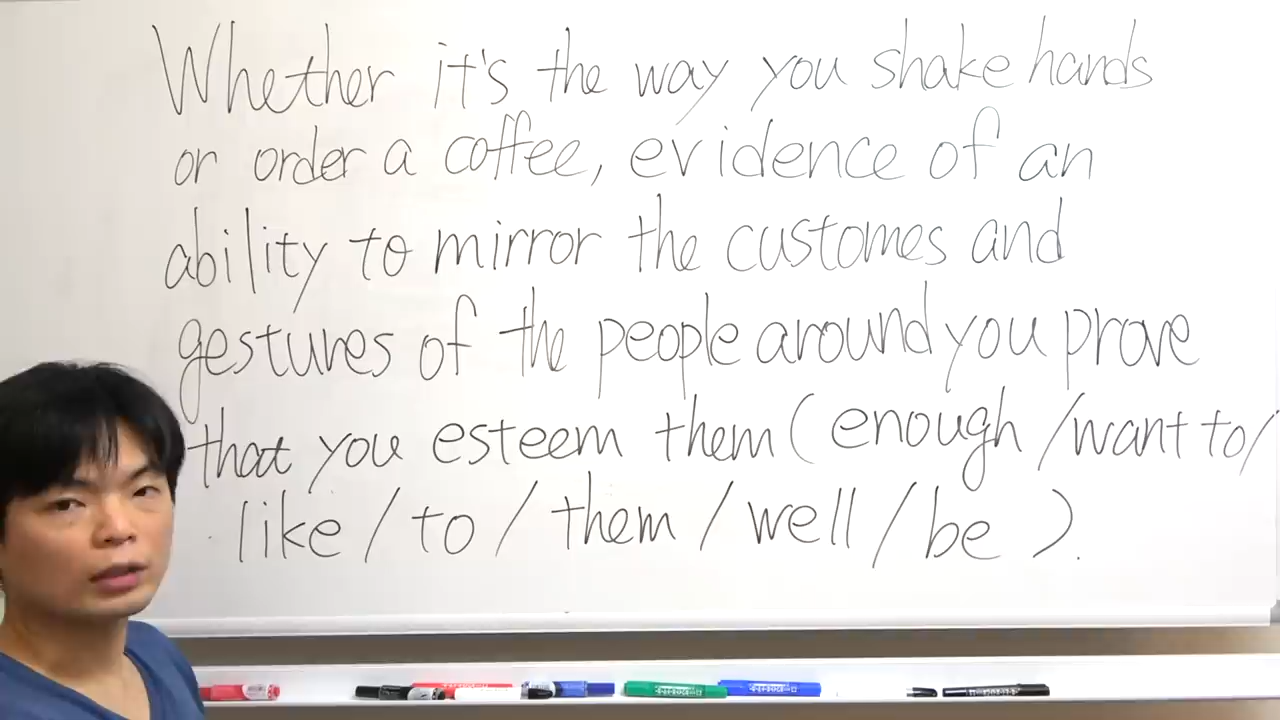 Whether it's the way you shake hands
or order a coffee, evidence of an
ability to mirror the customes and
gestures of the people around you prove
that you esteem them ( enough / want to /
like / to / them / well / be ).